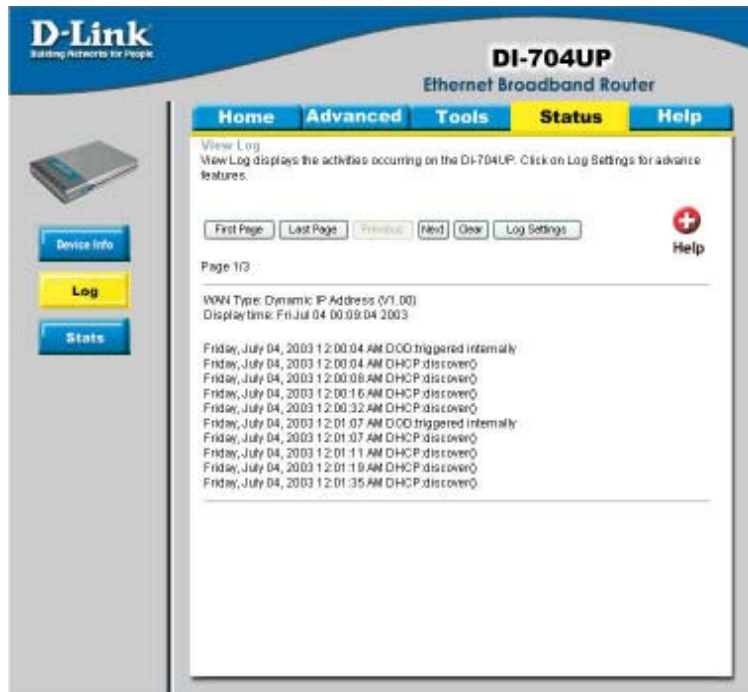 D-Link
Building Networks for People
DI-704UP
Ethernet Broadband Router
Home Advanced Tools Status Help
Device Info
Log
Stats
View Log
View Log displays the activities occurring on the DI-704UP. Click on Log Settings for advance
features.
First Page Last Page Previous Next Clear Log Settings
Help
Page 1/3
WAN Type: Dynamic IP Address (V1.00)
Display time: Fri Jul 04 00:09:04 2003
Friday, July 04, 2003 12:00:04 AM DOD:triggered internally
Friday, July 04, 2003 12:00:04 AM DHCP:discover()
Friday, July 04, 2003 12:00:08 AM DHCP:discover()
Friday, July 04, 2003 12:00:16 AM DHCP:discover()
Friday, July 04, 2003 12:00:32 AM DHCP:discover()
Friday, July 04, 2003 12:01:07 AM DOD:triggered internally
Friday, July 04, 2003 12:01:07 AM DHCP:discover()
Friday, July 04, 2003 12:01:11 AM DHCP:discover()
Friday, July 04, 2003 12:01:19 AM DHCP:discover()
Friday, July 04, 2003 12:01:35 AM DHCP:discover()